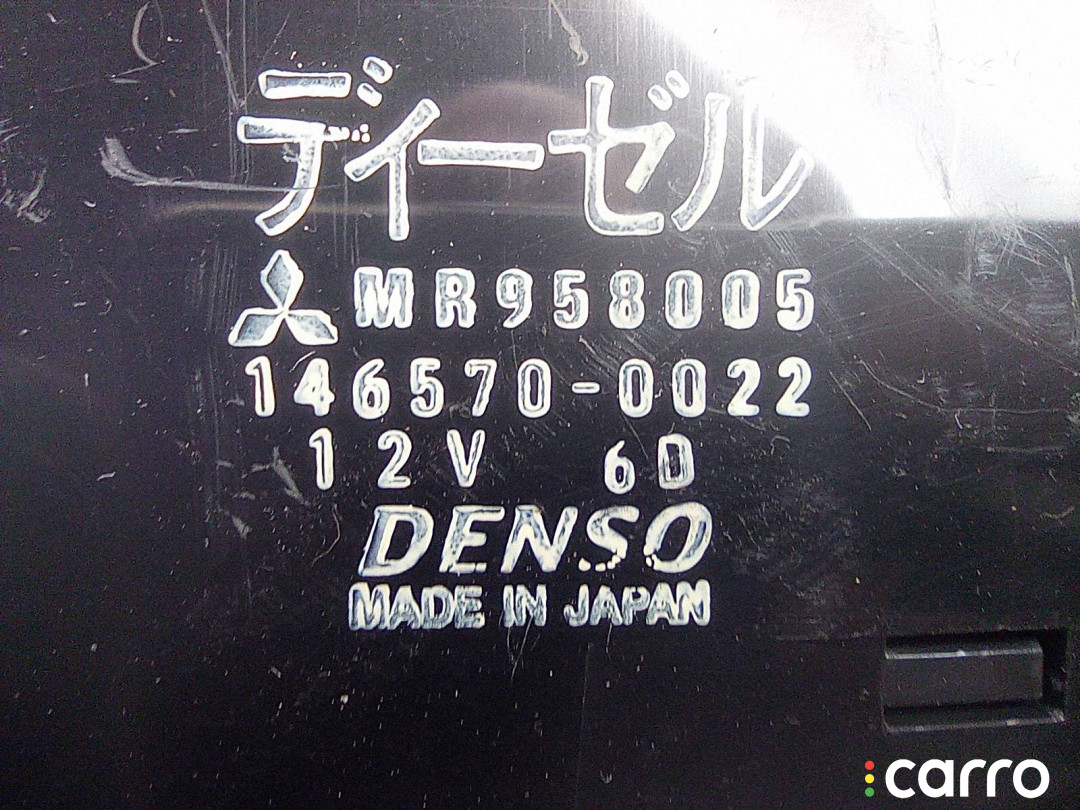 ディーゼル
MR958005
146570-0022
12V 6D
DENSO
MADE IN JAPAN
carro